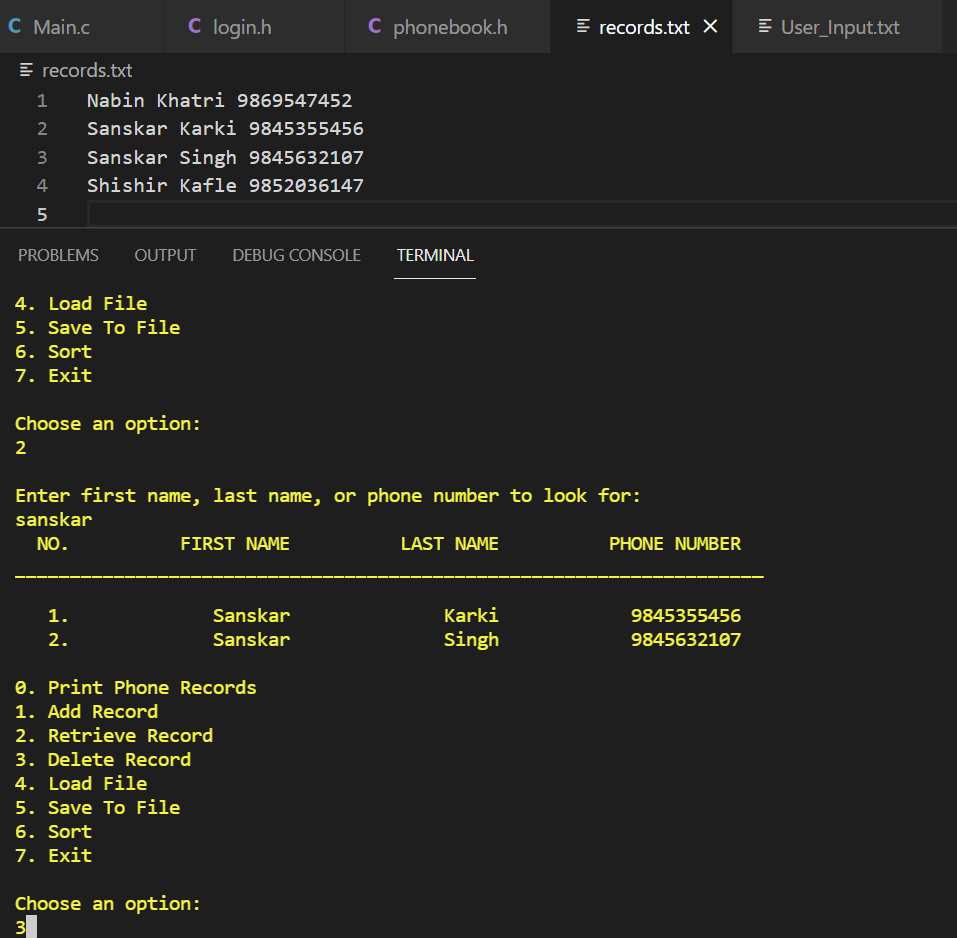 C Main.c C login.h C phonebook.h records.txt × User_Input.txt
records.txt
1 Nabin Khatri 9869547452
2 Sanskar Karki 9845355456
3 Sanskar Singh 9845632107
4 Shishir Kafle 9852036147
5
PROBLEMS OUTPUT DEBUG CONSOLE TERMINAL
4. Load File
5. Save To File
6. Sort
7. Exit
Choose an option:
2
Enter first name, last name, or phone number to look for:
sanskar
NO. FIRST NAME LAST NAME PHONE NUMBER
1. Sanskar Karki 9845355456
2. Sanskar Singh 9845632107
0. Print Phone Records
1. Add Record
2. Retrieve Record
3. Delete Record
4. Load File
5. Save To File
6. Sort
7. Exit
Choose an option:
3